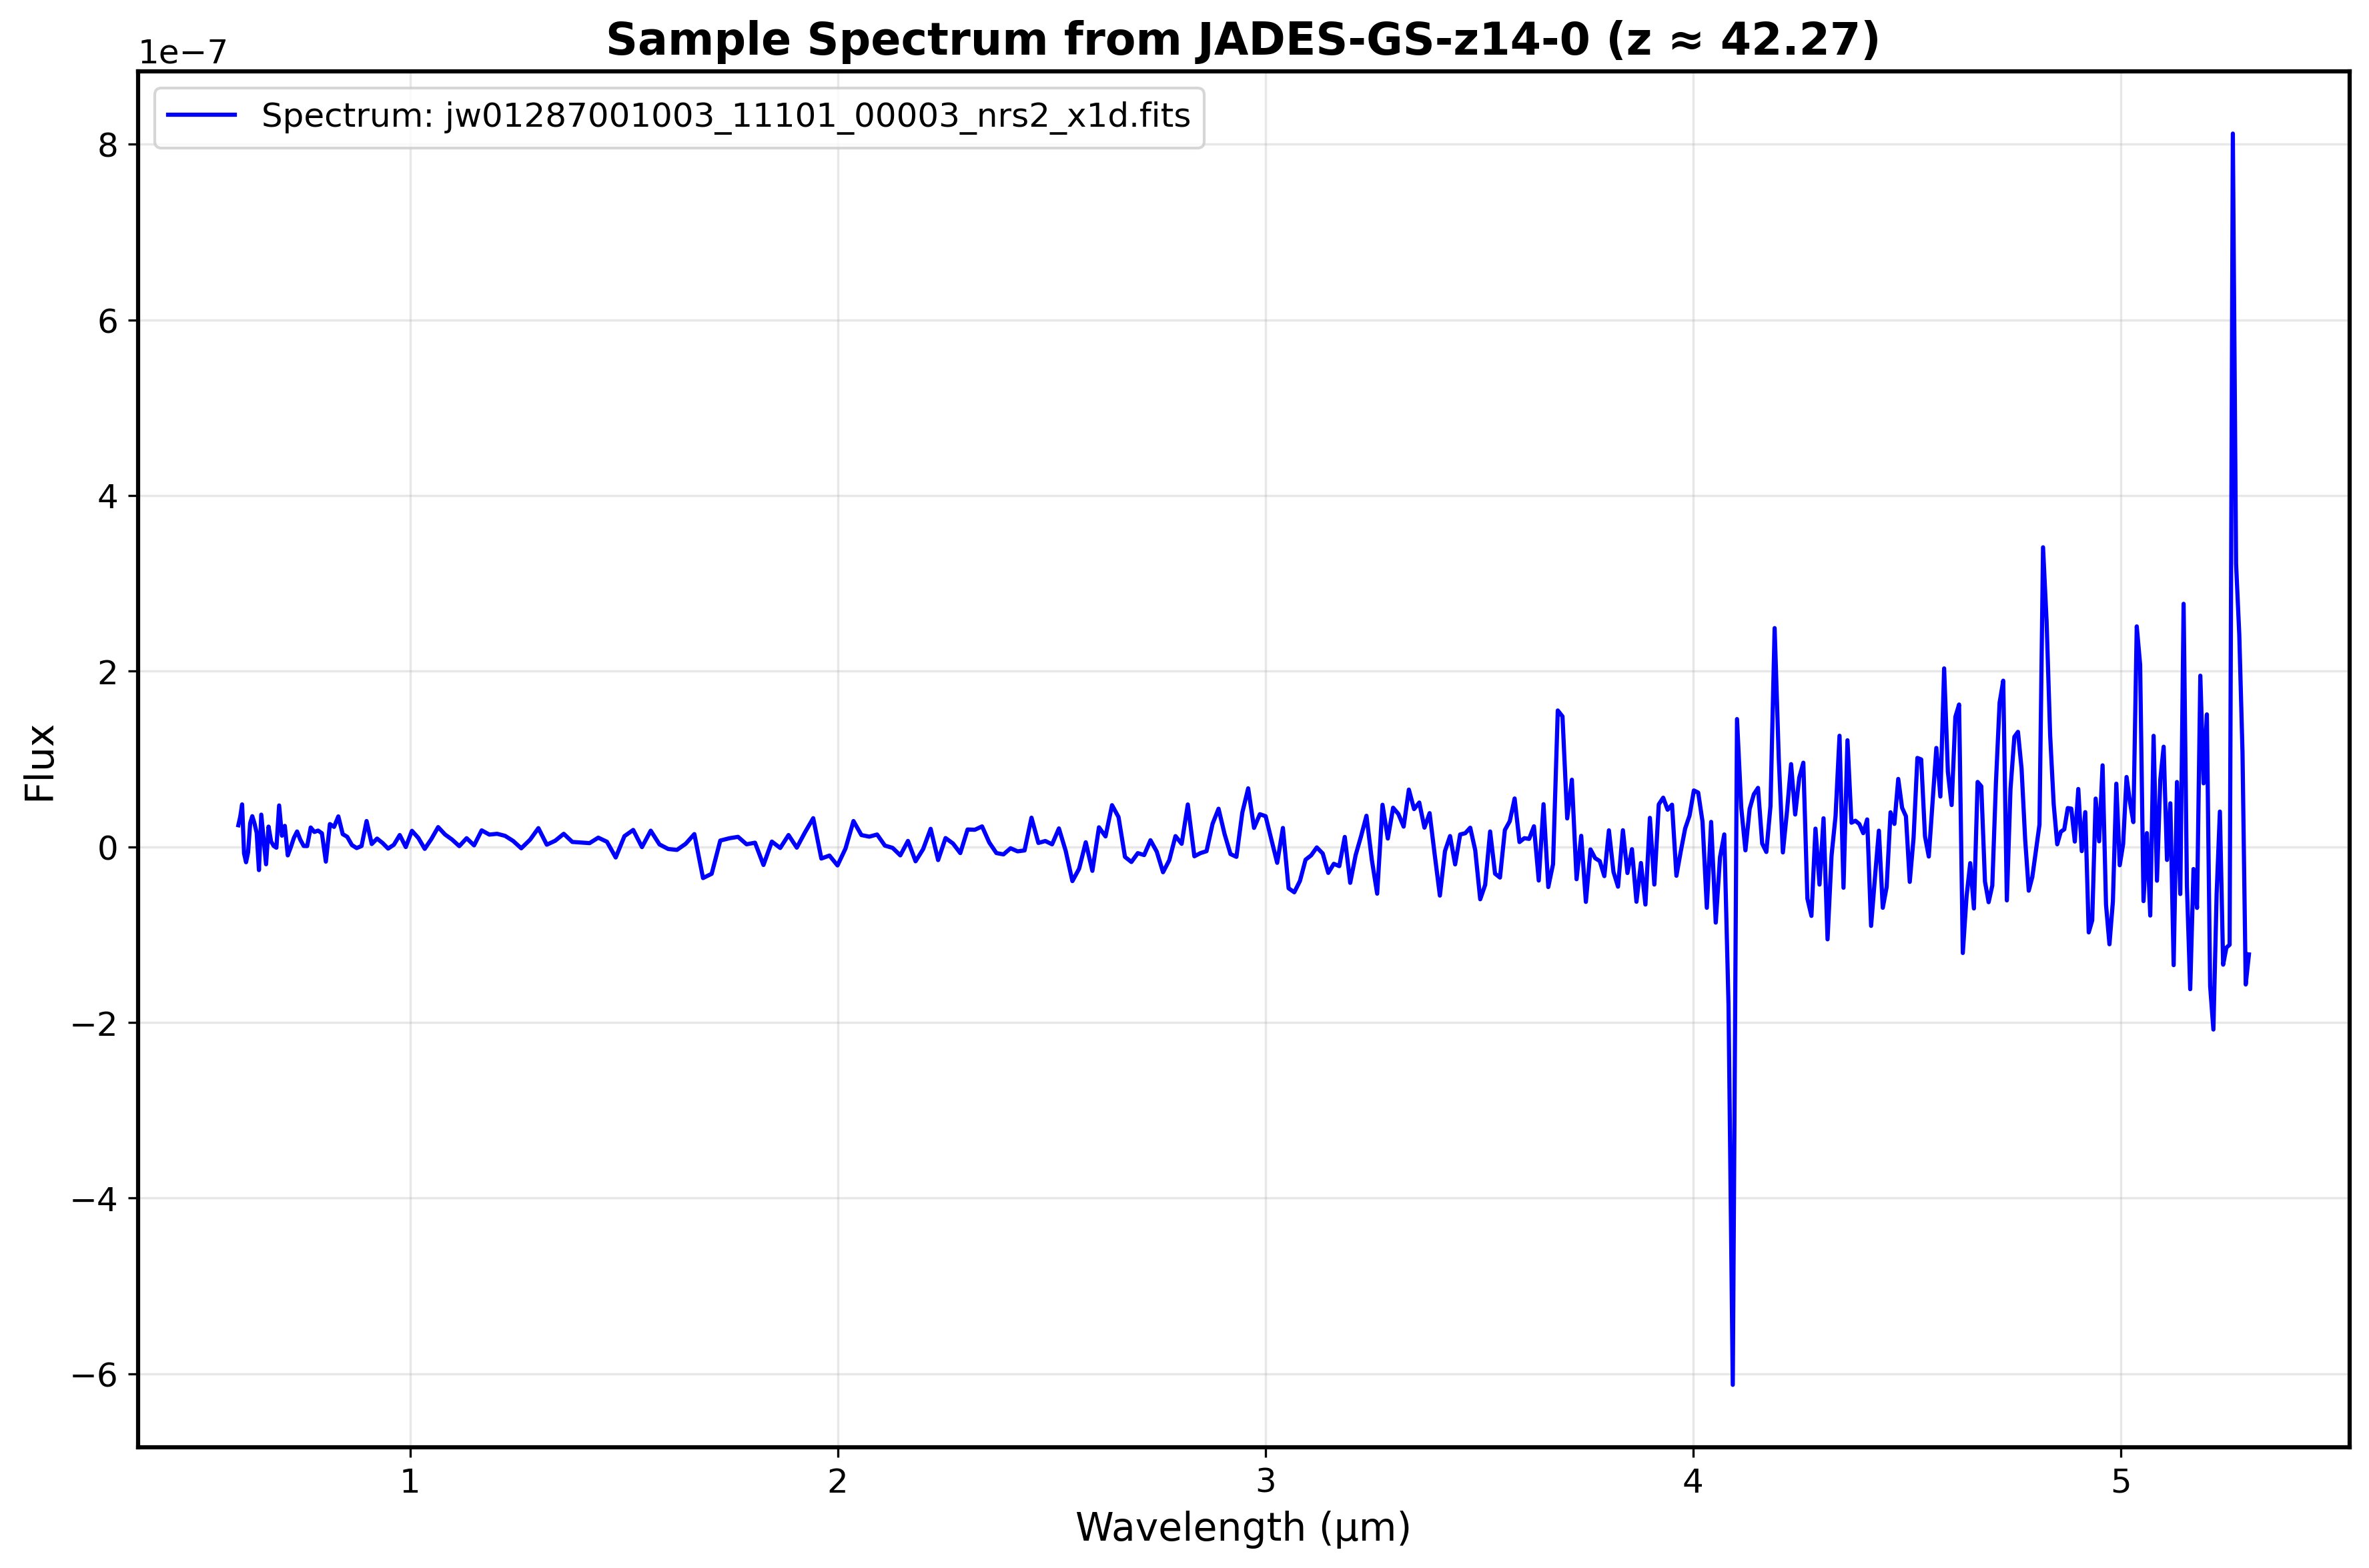 Sample Spectrum from JADES-GS-z14-0 (z ≈ 42.27)
1e−7
Spectrum: jw01287001003_11101_00003_nrs2_x1d.fits
8
6
4
2
0
−2
−4
−6
Flux
1 2 3 4 5
Wavelength (μm)